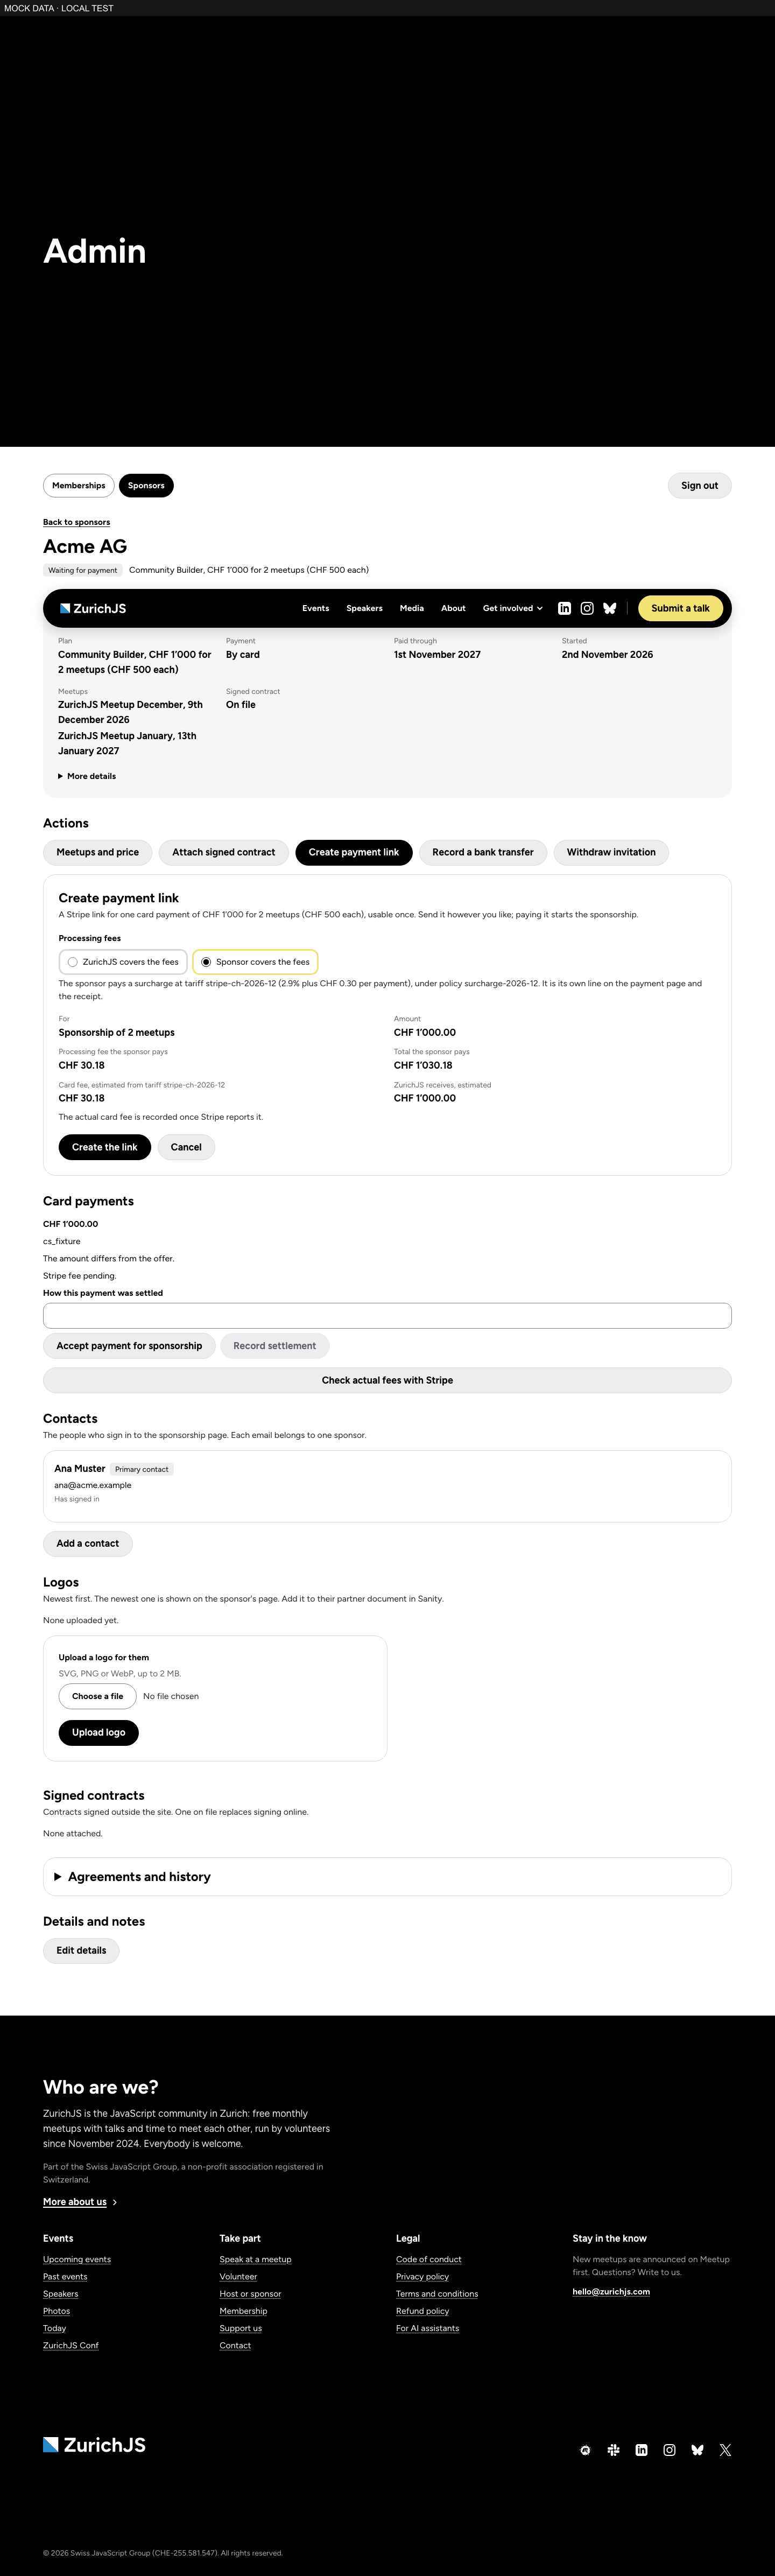 MOCK DATA · LOCAL TEST
Admin
Memberships
Sponsors
Sign out
Back to sponsors
Acme AG
Waiting for payment
Community Builder, CHF 1’000 for 2 meetups (CHF 500 each)
ZurichJS
Events
Speakers
Media
About
Get involved
Submit a talk
Plan
Payment
Paid through
Started
Community Builder, CHF 1’000 for
2 meetups (CHF 500 each)
By card
1st November 2027
2nd November 2026
Meetups
Signed contract
ZurichJS Meetup December, 9th
December 2026
On file
ZurichJS Meetup January, 13th
January 2027
More details
Actions
Meetups and price
Attach signed contract
Create payment link
Record a bank transfer
Withdraw invitation
Create payment link
A Stripe link for one card payment of CHF 1’000 for 2 meetups (CHF 500 each), usable once. Send it however you like; paying it starts the sponsorship.
Processing fees
ZurichJS covers the fees
Sponsor covers the fees
The sponsor pays a surcharge at tariff stripe-ch-2026-12 (2.9% plus CHF 0.30 per payment), under policy surcharge-2026-12. It is its own line on the payment page and
the receipt.
For
Amount
Sponsorship of 2 meetups
CHF 1’000.00
Processing fee the sponsor pays
Total the sponsor pays
CHF 30.18
CHF 1’030.18
Card fee, estimated from tariff stripe-ch-2026-12
ZurichJS receives, estimated
CHF 30.18
CHF 1’000.00
The actual card fee is recorded once Stripe reports it.
Create the link
Cancel
Card payments
CHF 1’000.00
cs_fixture
The amount differs from the offer.
Stripe fee pending.
How this payment was settled
Accept payment for sponsorship
Record settlement
Check actual fees with Stripe
Contacts
The people who sign in to the sponsorship page. Each email belongs to one sponsor.
Ana Muster
Primary contact
ana@acme.example
Has signed in
Add a contact
Logos
Newest first. The newest one is shown on the sponsor's page. Add it to their partner document in Sanity.
None uploaded yet.
Upload a logo for them
SVG, PNG or WebP, up to 2 MB.
Choose a file
No file chosen
Upload logo
Signed contracts
Contracts signed outside the site. One on file replaces signing online.
None attached.
Agreements and history
Details and notes
Edit details
Who are we?
ZurichJS is the JavaScript community in Zurich: free monthly
meetups with talks and time to meet each other, run by volunteers
since November 2024. Everybody is welcome.
Part of the Swiss JavaScript Group, a non-profit association registered in
Switzerland.
More about us
Events
Upcoming events
Past events
Speakers
Photos
Today
ZurichJS Conf
Take part
Speak at a meetup
Volunteer
Host or sponsor
Membership
Support us
Contact
Legal
Code of conduct
Privacy policy
Terms and conditions
Refund policy
For AI assistants
Stay in the know
New meetups are announced on Meetup
first. Questions? Write to us.
hello@zurichjs.com
ZurichJS
© 2026 Swiss JavaScript Group (CHE-255.581.547). All rights reserved.